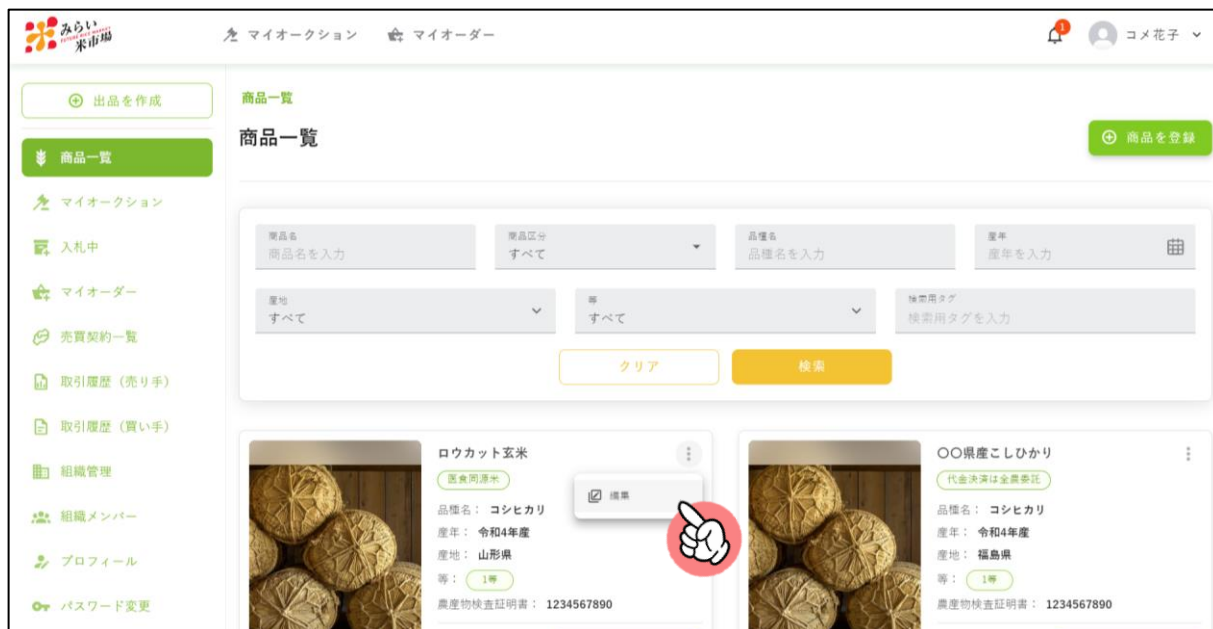 みらい
FUTURE RICE MARKET
米市場
マイオークション
マイオーダー
1
コメ花子
出品を作成
商品一覧
マイオークション
入札中
マイオーダー
売買契約一覧
取引履歴（売り手）
取引履歴（買い手）
組織管理
組織メンバー
プロフィール
パスワード変更
商品一覧
商品一覧
商品を登録
商品名
商品名を入力
商品区分
すべて
品種名
品種名を入力
産年
産年を入力
産地
すべて
等
すべて
検索用タグ
検索用タグを入力
クリア
検索
ロウカット玄米
医食同源米
編集
品種名： コシヒカリ
産年： 令和4年産
産地： 山形県
等： 1等
農産物検査証明書： 1234567890
〇〇県産こしひかり
代金決済は全農委託
品種名： コシヒカリ
産年： 令和4年産
産地： 福島県
等： 1等
農産物検査証明書： 1234567890